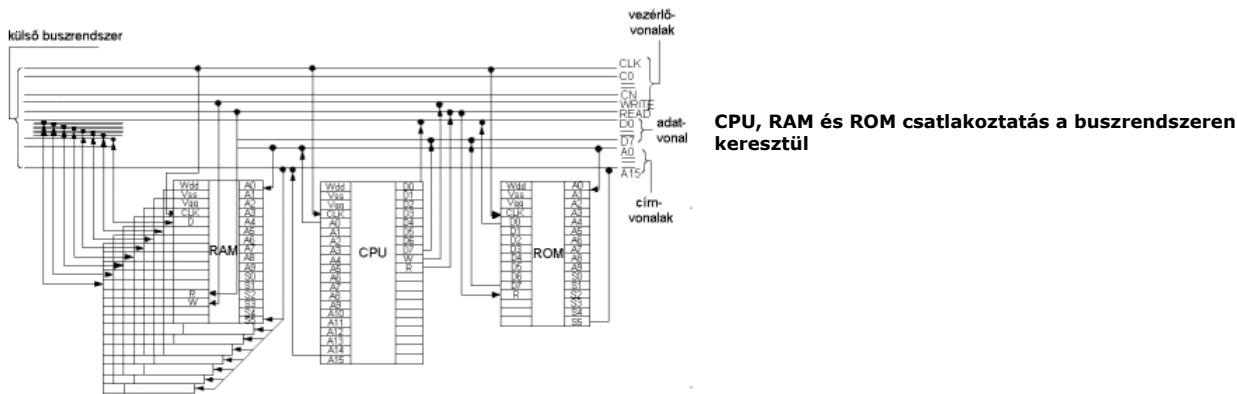 vezérlő-
vonalak
külső buszrendszer
CLK
C0
CN
WRITE
READ
D0
D7
A0
A15
adat-
vonal
cím-
vonalak
CPU, RAM és ROM csatlakoztatás a buszrendszeren
keresztül
Wdd
Vss
Vgg
CLK
D
R
W
RAM
A0
A1
A2
A3
A4
A5
A6
A7
A8
A9
S0
S1
S2
S3
S4
S5
Wdd
Vss
Vgg
CLK
A0
A1
A2
A3
A4
A5
A6
A7
A8
A9
A10
A11
A12
A13
A14
A15
CPU
D0
D1
D2
D3
D4
D5
D6
D7
W
R
Wdd
Vss
Vgg
CLK
D0
D1
D2
D3
D4
D5
D6
D7
R
ROM
A0
A1
A2
A3
A4
A5
A6
A7
A8
A9
S0
S1
S2
S3
S4
S5